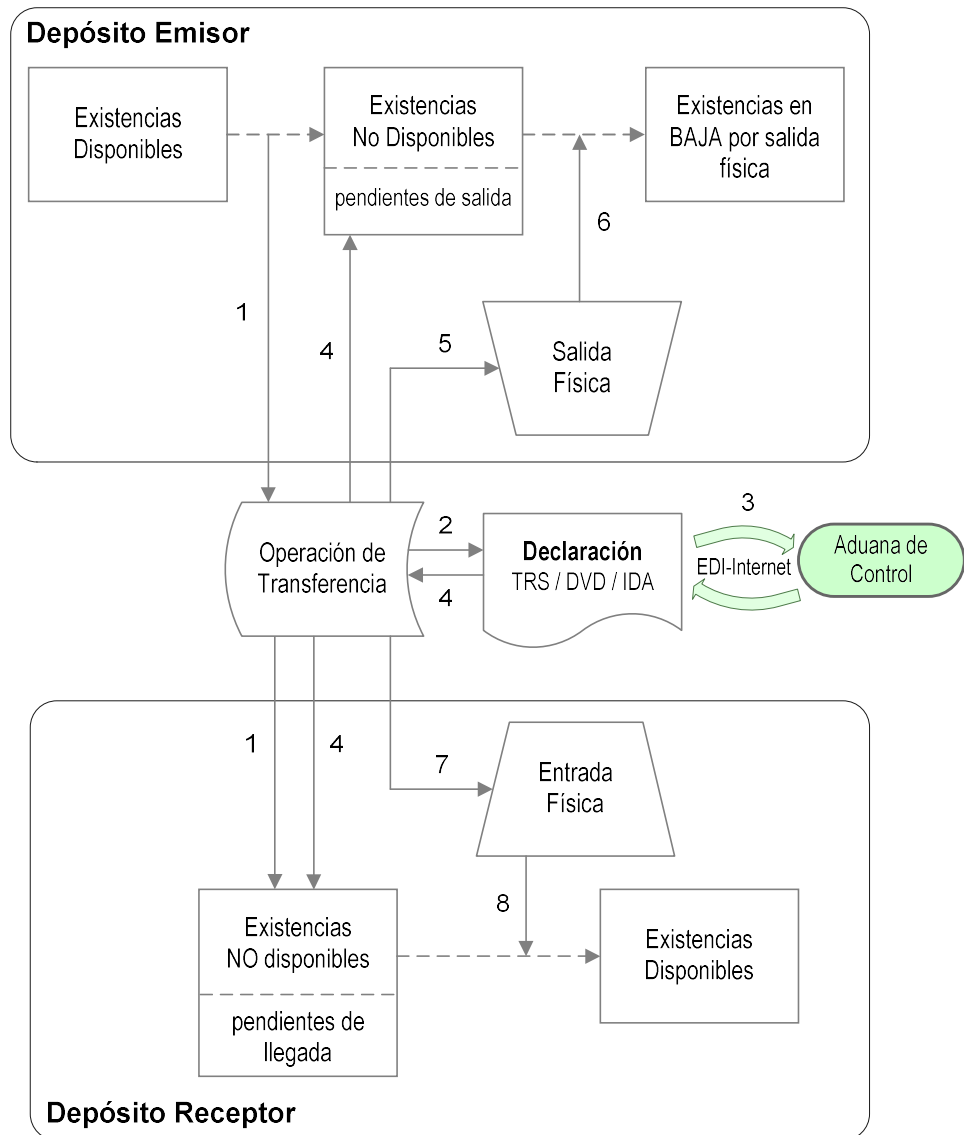 Depósito Emisor
Existencias
Disponibles
Existencias
No Disponibles
pendientes de salida
Existencias en
BAJA por salida
física
1
4
5
6
Salida
Física
Operación de
Transferencia
2
4
Declaración
TRS / DVD / IDA
3
EDI-Internet
Aduana de
Control
1
4
7
Entrada
Física
8
Existencias
NO disponibles
pendientes de
llegada
Existencias
Disponibles
Depósito Receptor